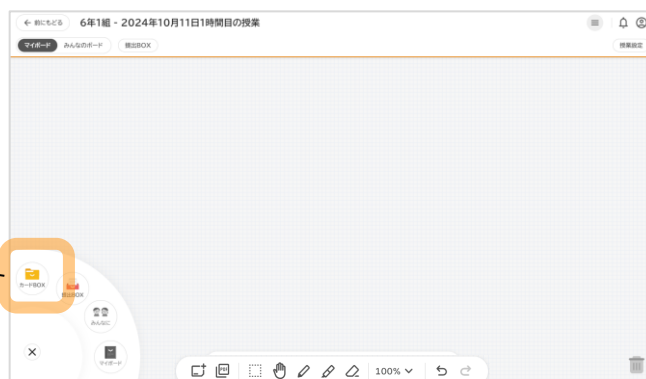 ← 前にもどる 6年1組 - 2024年10月11日1時間目の授業
マイボード みんなのボード 提出BOX 授業設定
カードBOX
提出BOX
みんなに
マイボード
PDF 100%